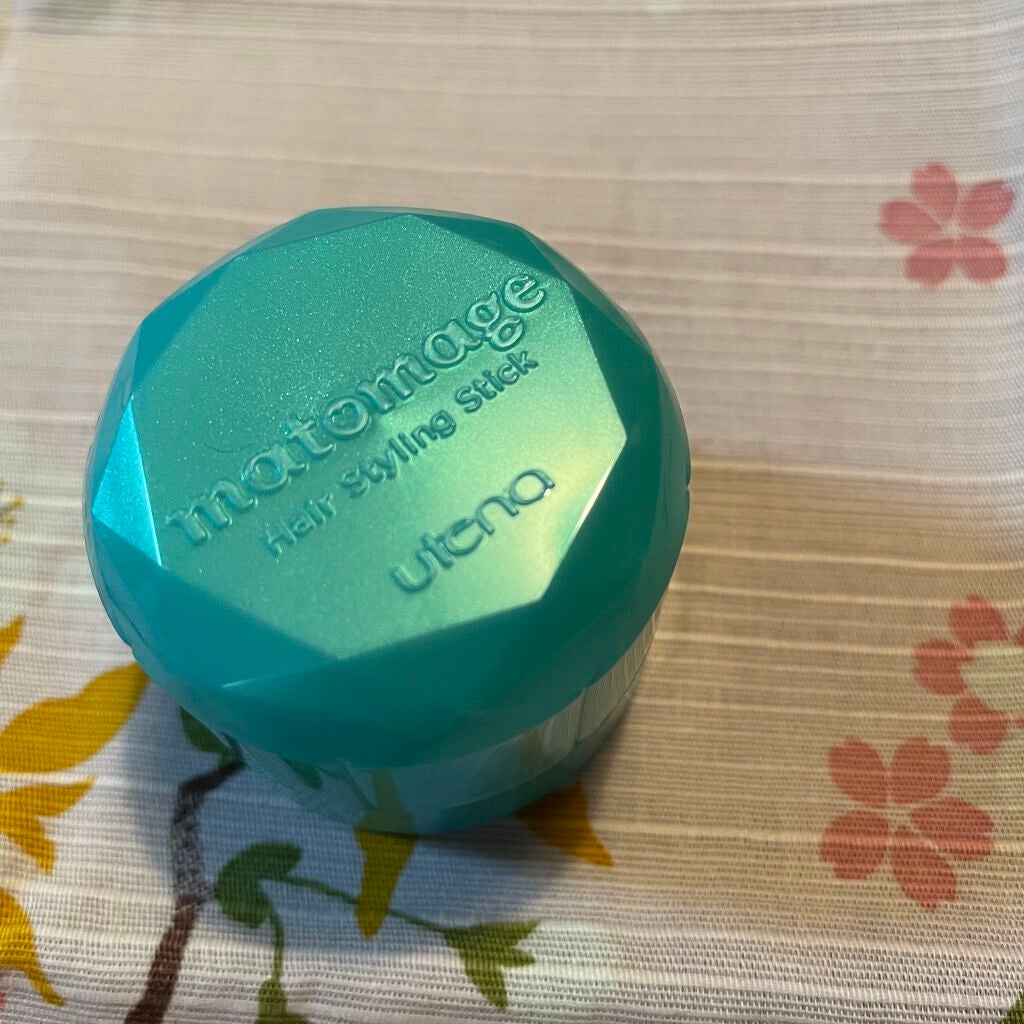 matomage
Hair Styling Stick
utena